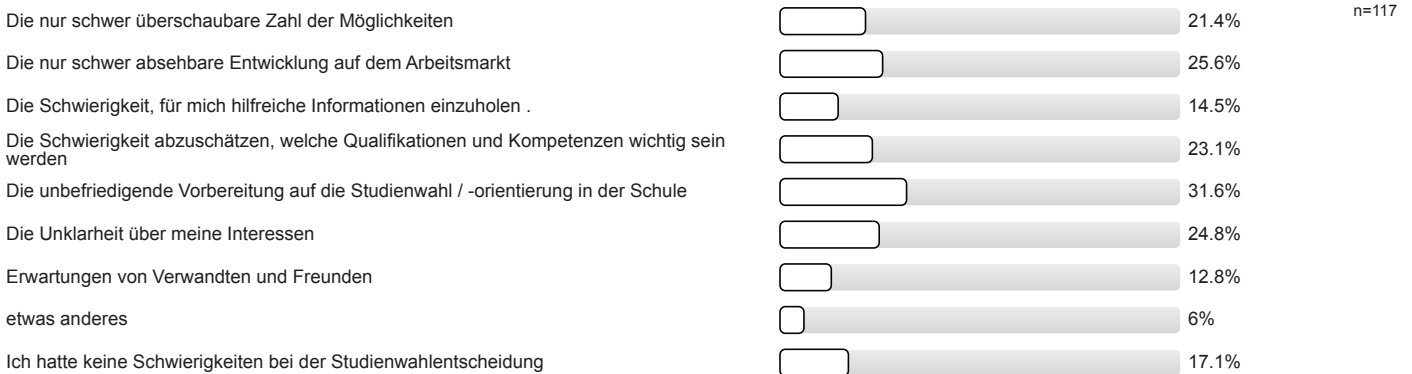 Die nur schwer überschaubare Zahl der Möglichkeiten 21.4% n=117
Die nur schwer absehbare Entwicklung auf dem Arbeitsmarkt 25.6%
Die Schwierigkeit, für mich hilfreiche Informationen einzuholen . 14.5%
Die Schwierigkeit abzuschätzen, welche Qualifikationen und Kompetenzen wichtig sein
werden 23.1%
Die unbefriedigende Vorbereitung auf die Studienwahl / -orientierung in der Schule 31.6%
Die Unklarheit über meine Interessen 24.8%
Erwartungen von Verwandten und Freunden 12.8%
etwas anderes 6%
Ich hatte keine Schwierigkeiten bei der Studienwahlentscheidung 17.1%